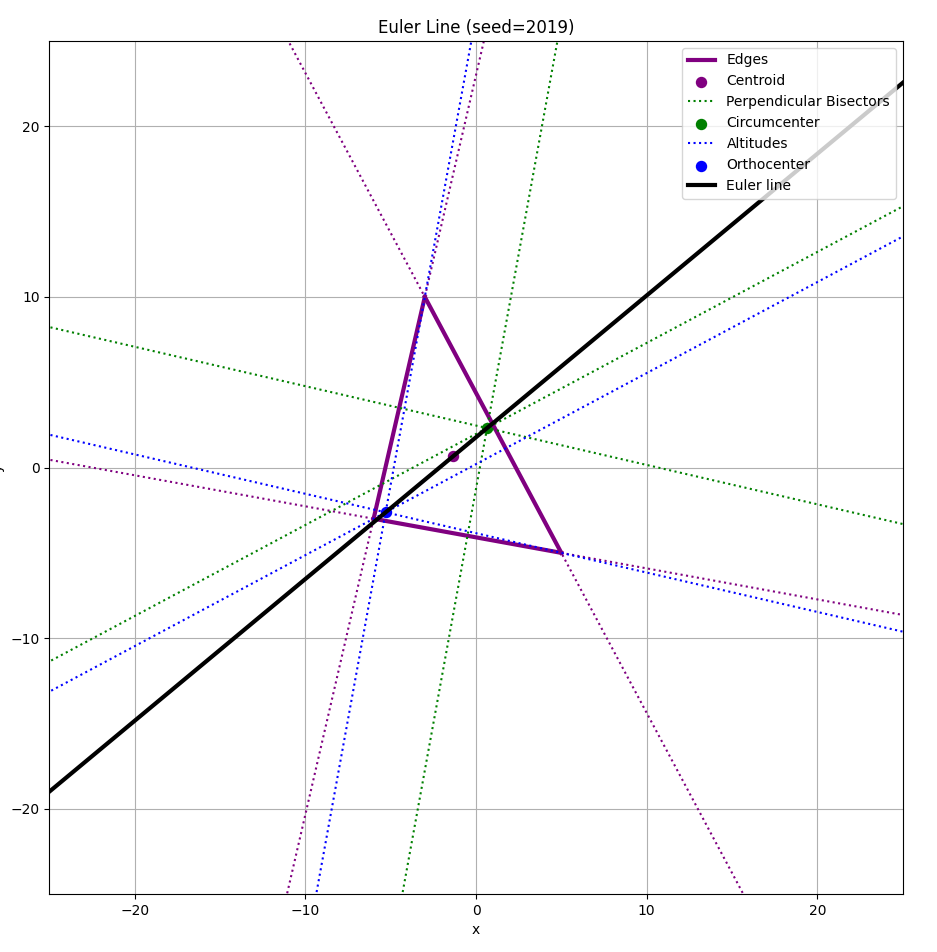 Euler Line (seed=2019)
Edges
Centroid
Perpendicular Bisectors
Circumcenter
Altitudes
Orthocenter
Euler line
20
10
0
−10
−20
−20
−10
0
10
20
x